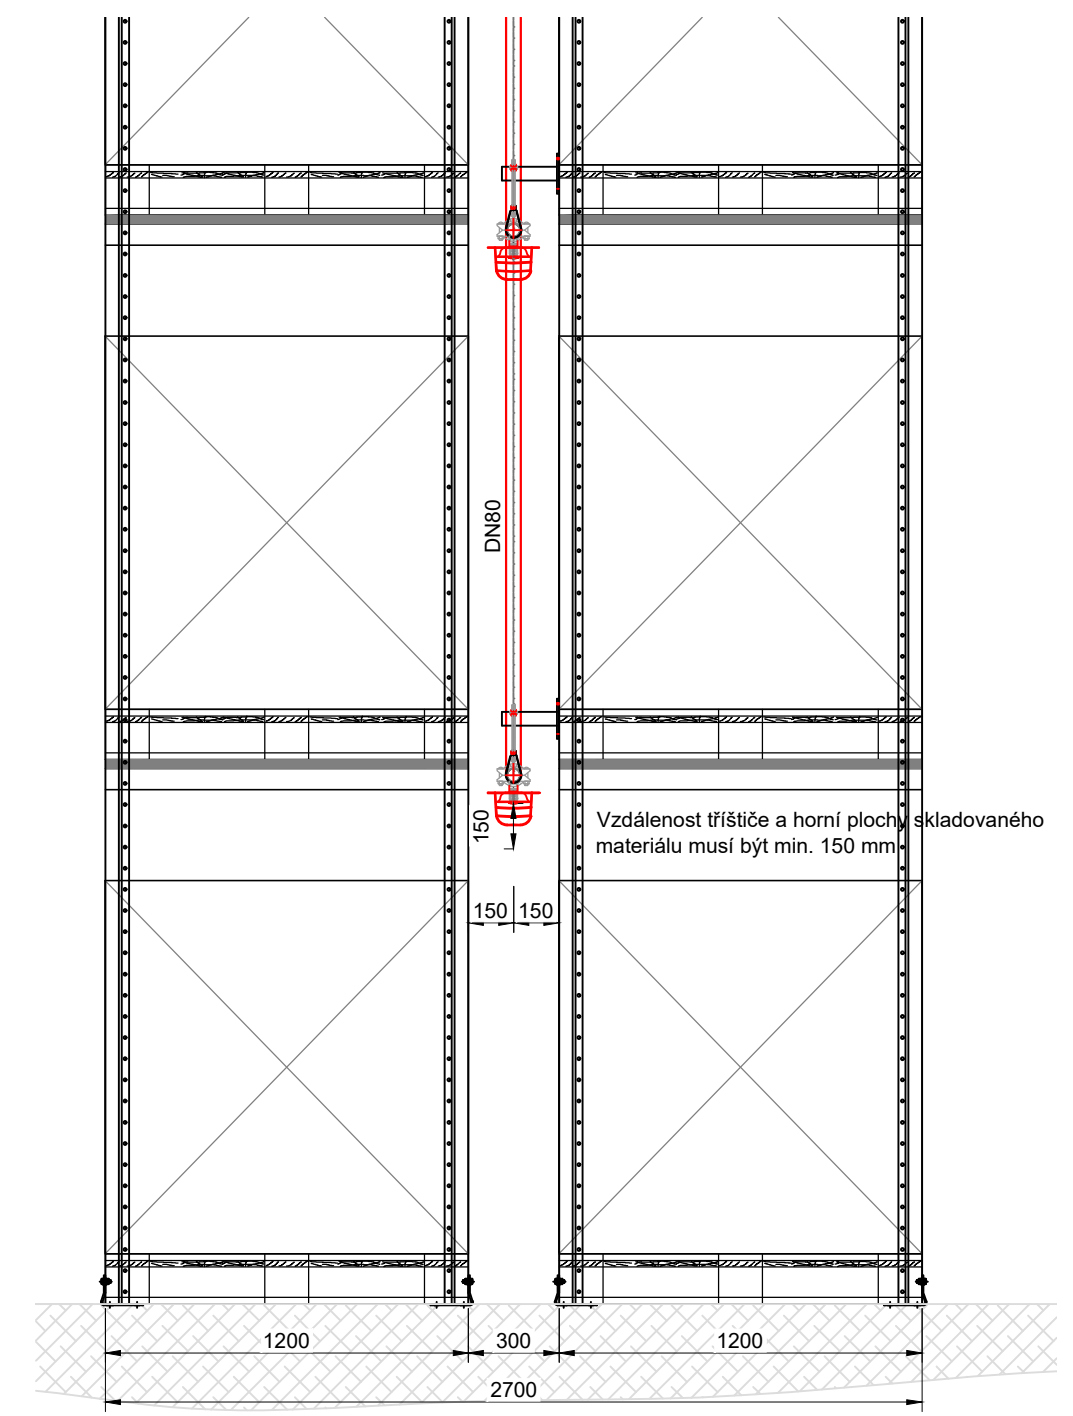 DN80
150
Vzdálenost tříštiče a horní plochy skladovaného
materiálu musí být min. 150 mm
150 150
1200 300 1200
2700